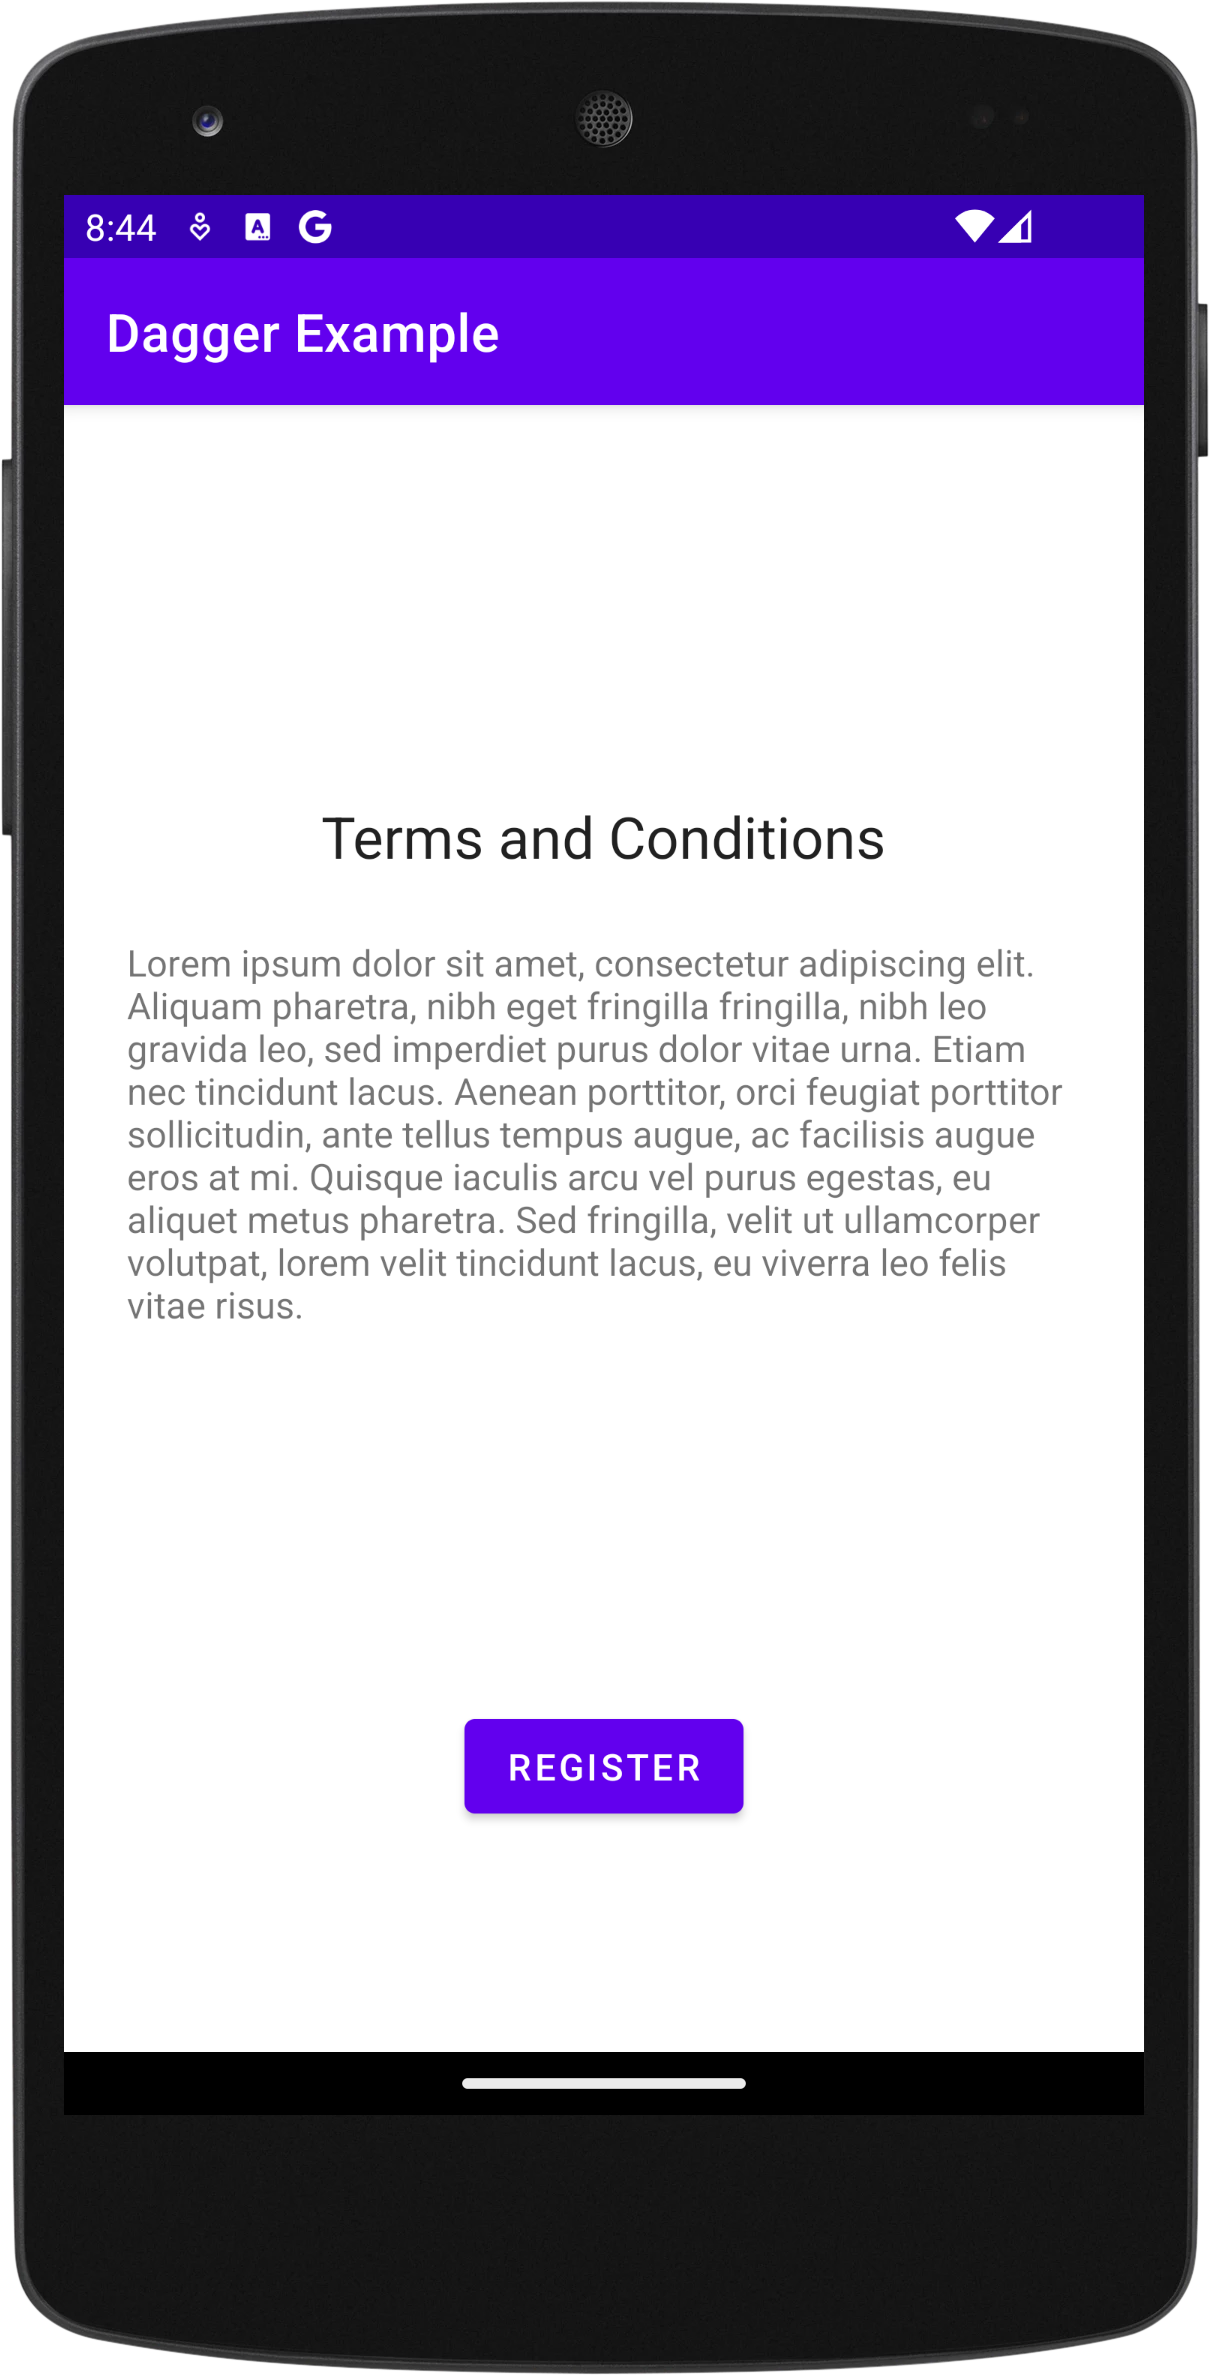 8:44
Dagger Example
Terms and Conditions
Lorem ipsum dolor sit amet, consectetur adipiscing elit.
Aliquam pharetra, nibh eget fringilla fringilla, nibh leo
gravida leo, sed imperdiet purus dolor vitae urna. Etiam
nec tincidunt lacus. Aenean porttitor, orci feugiat porttitor
sollicitudin, ante tellus tempus augue, ac facilisis augue
eros at mi. Quisque iaculis arcu vel purus egestas, eu
aliquet metus pharetra. Sed fringilla, velit ut ullamcorper
volutpat, lorem velit tincidunt lacus, eu viverra leo felis
vitae risus.
REGISTER